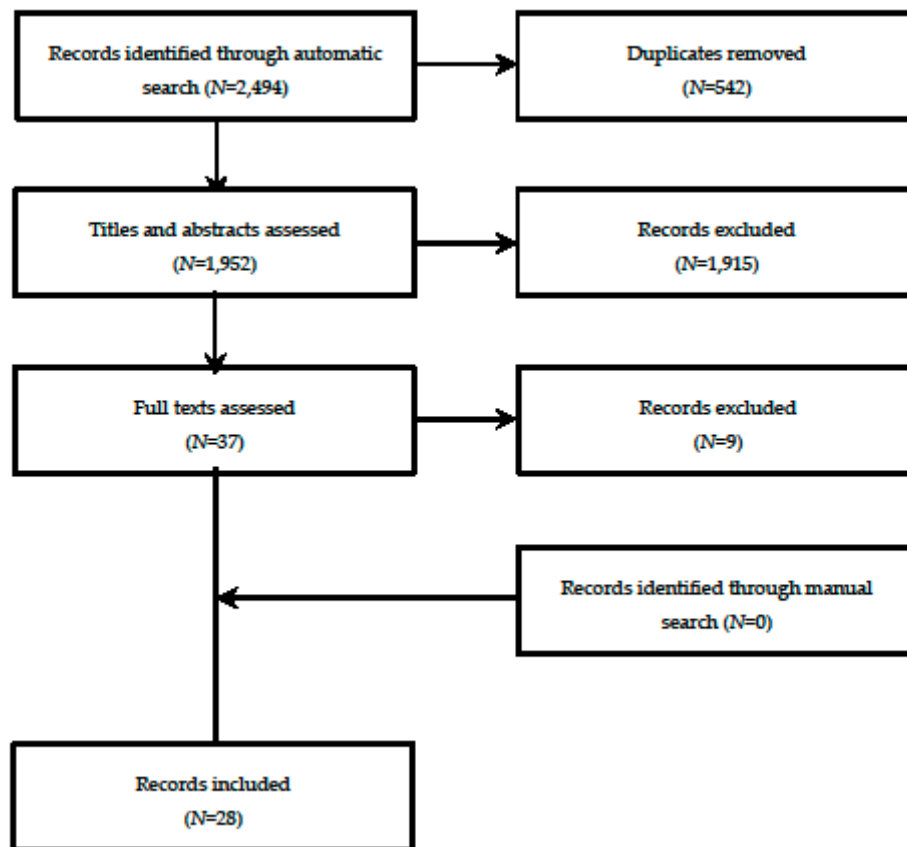 Records identified through automatic
search (N=2,494)
Duplicates removed
(N=542)
Titles and abstracts assessed
(N=1,952)
Records excluded
(N=1,915)
Full texts assessed
(N=37)
Records excluded
(N=9)
Records identified through manual
search (N=0)
Records included
(N=28)